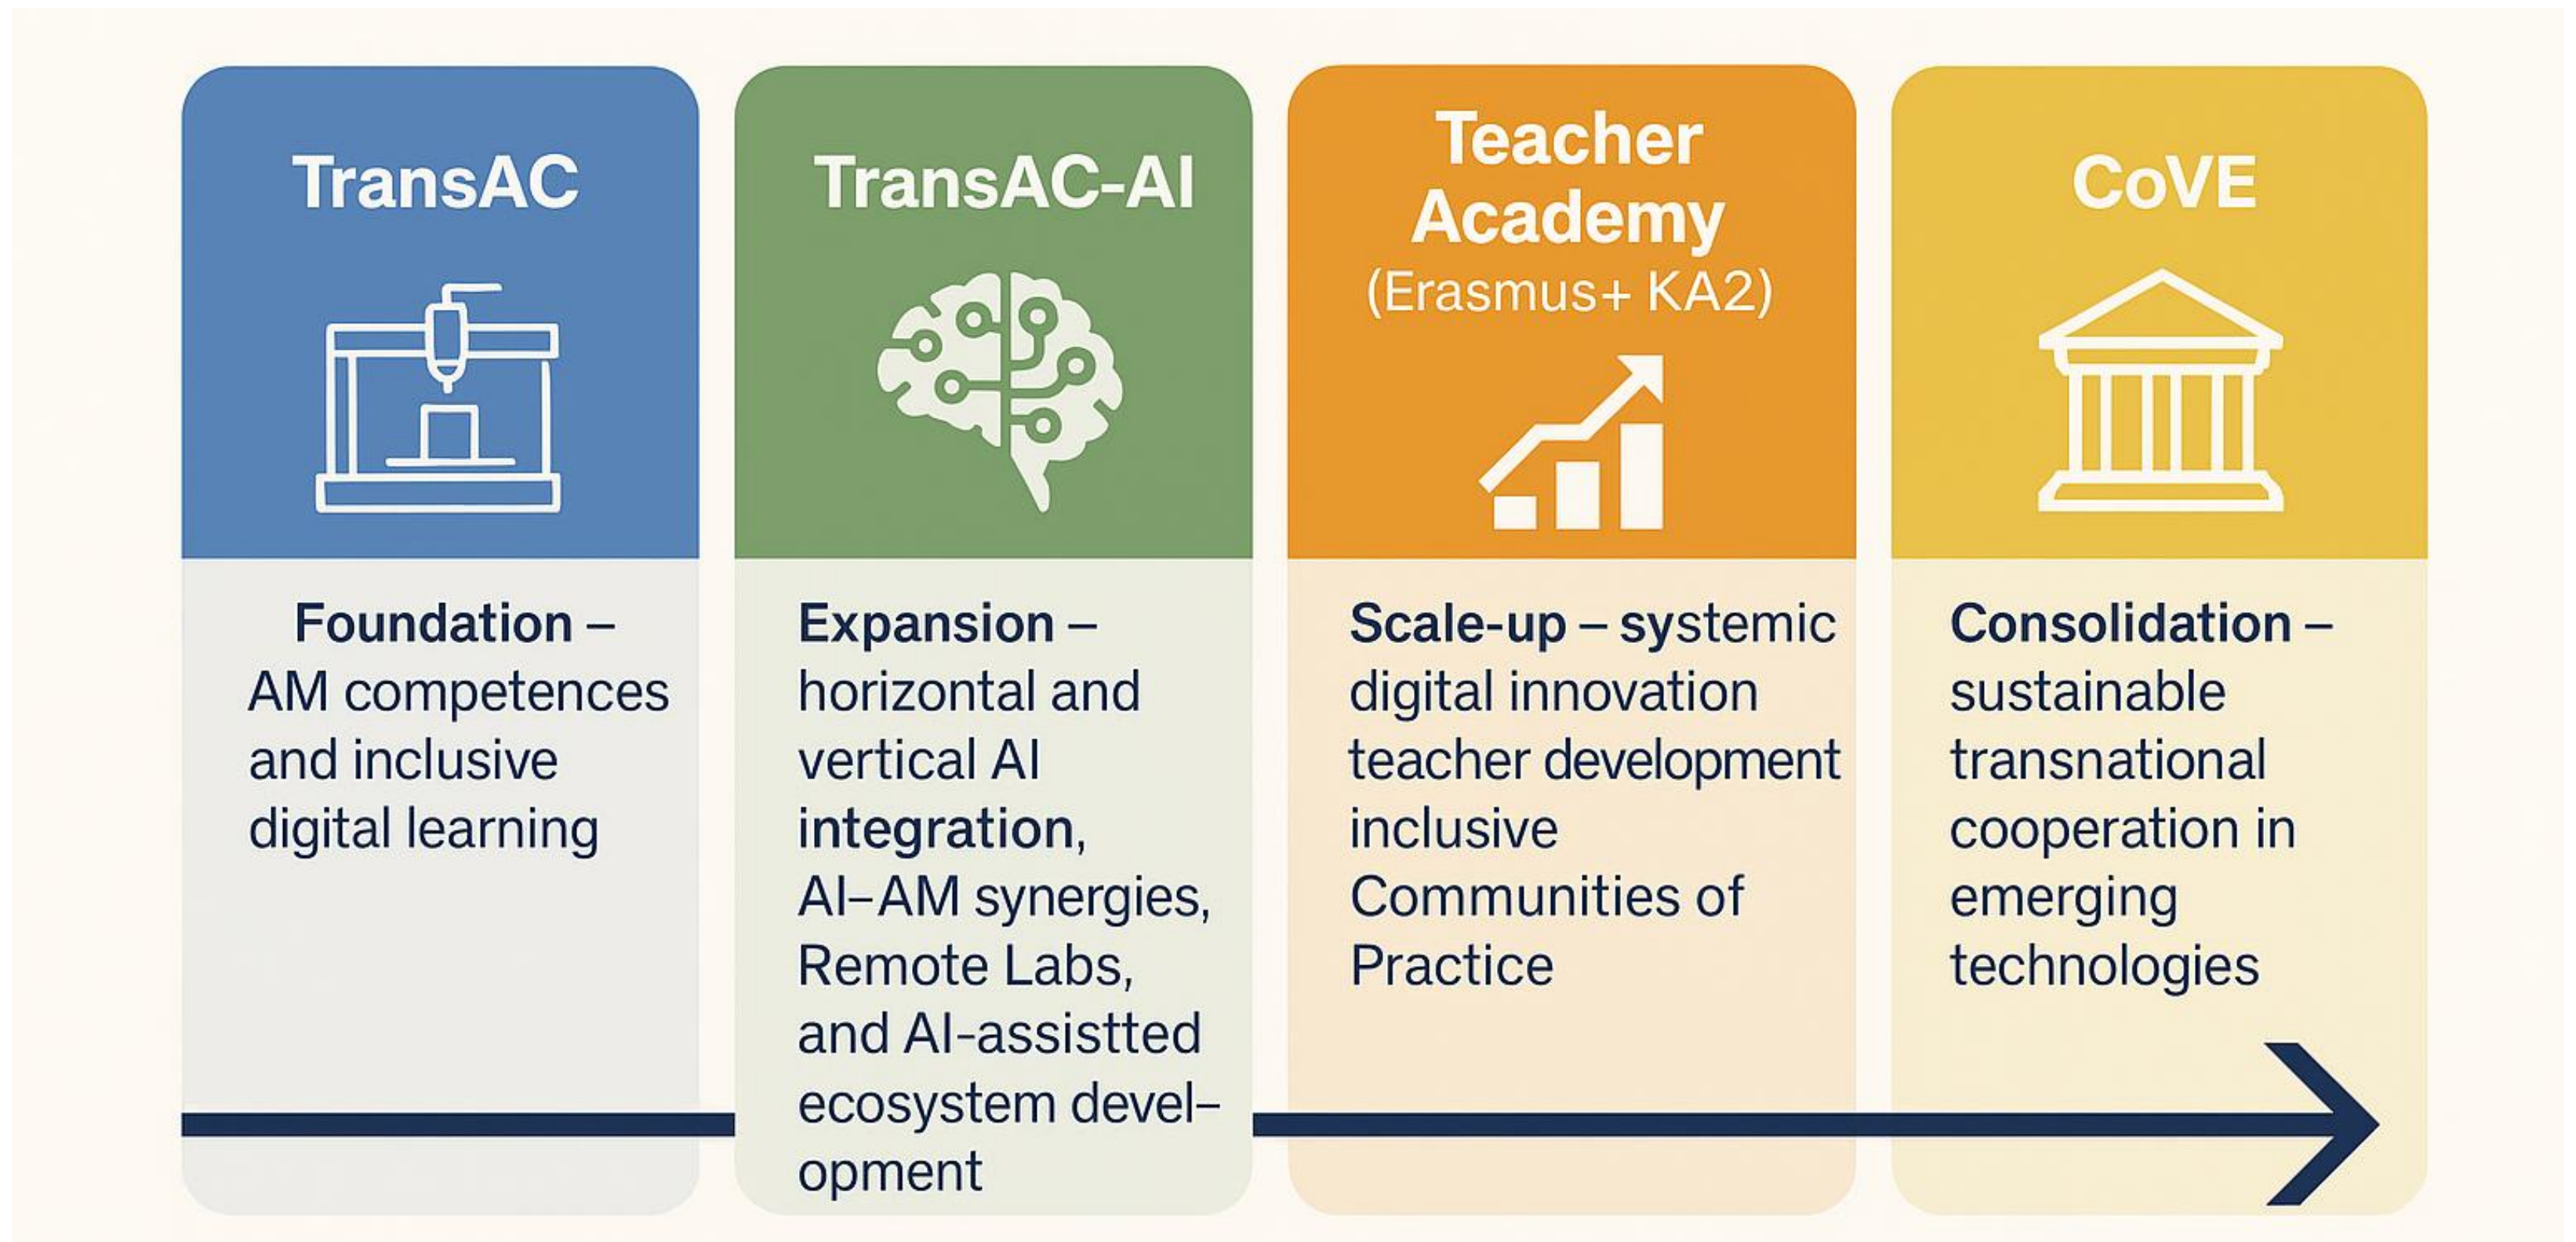 TransAC
Foundation –
AM competences
and inclusive
digital learning
TransAC-AI
Expansion –
horizontal and
vertical AI
integration,
AI–AM synergies,
Remote Labs,
and AI-assistted
ecosystem devel–
opment
Teacher
Academy
(Erasmus+ KA2)
Scale-up – systemic
digital innovation
teacher development
inclusive
Communities of
Practice
CoVE
Consolidation –
sustainable
transnational
cooperation in
emerging
technologies